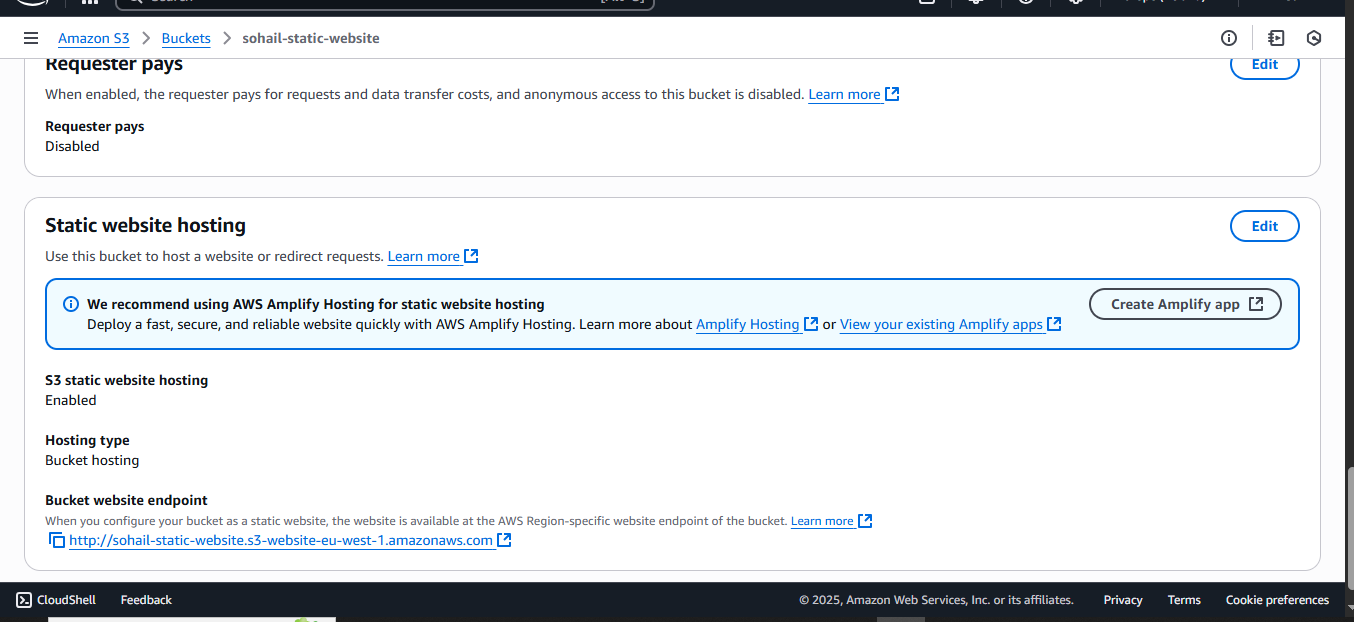 Amazon S3 > Buckets > sohail-static-website
Requester pays
Edit
When enabled, the requester pays for requests and data transfer costs, and anonymous access to this bucket is disabled. Learn more
Requester pays
Disabled
Static website hosting
Edit
Use this bucket to host a website or redirect requests. Learn more
We recommend using AWS Amplify Hosting for static website hosting
Create Amplify app
Deploy a fast, secure, and reliable website quickly with AWS Amplify Hosting. Learn more about Amplify Hosting or View your existing Amplify apps
S3 static website hosting
Enabled
Hosting type
Bucket hosting
Bucket website endpoint
When you configure your bucket as a static website, the website is available at the AWS Region-specific website endpoint of the bucket. Learn more
http://sohail-static-website.s3-website-eu-west-1.amazonaws.com
CloudShell Feedback © 2025, Amazon Web Services, Inc. or its affiliates. Privacy Terms Cookie preferences